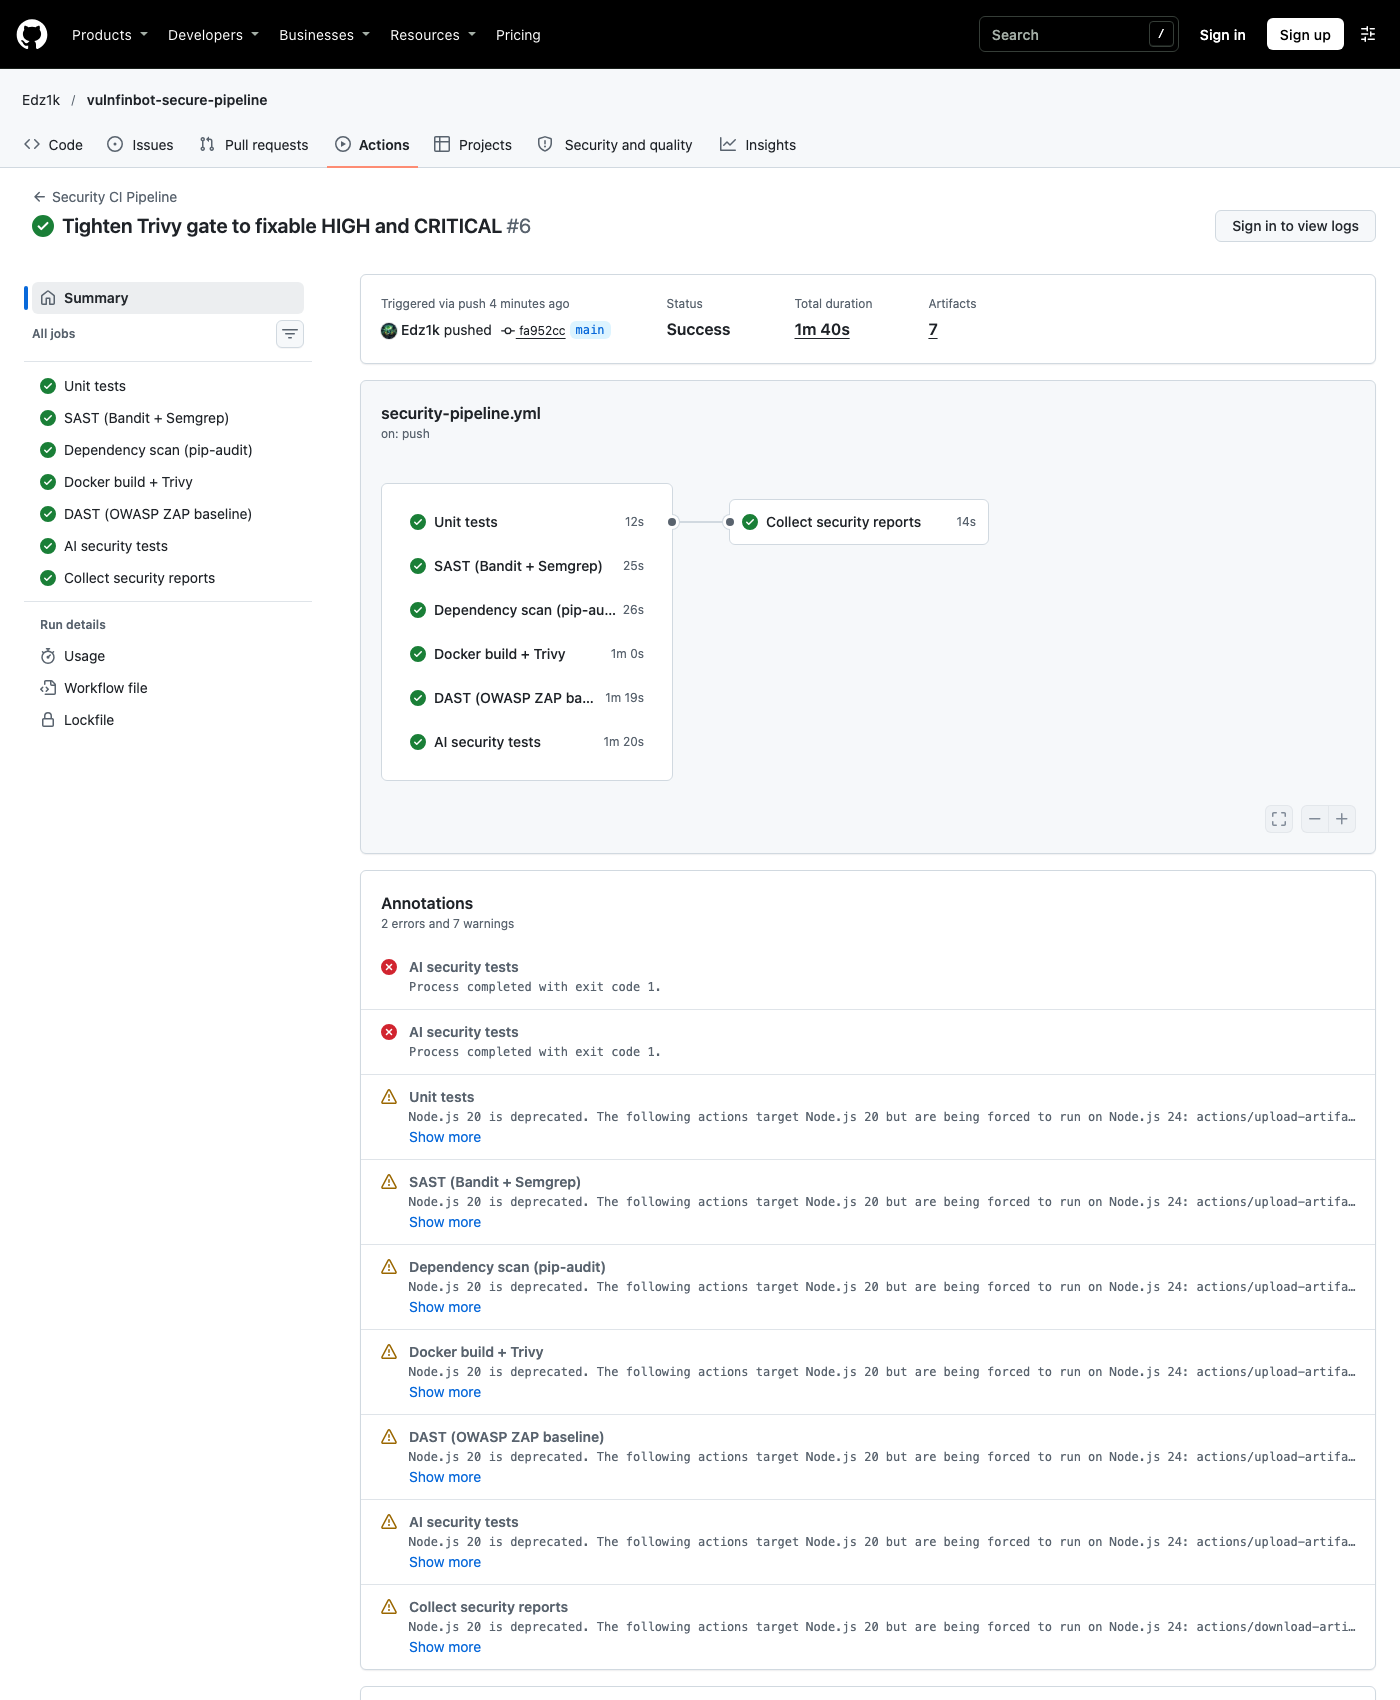 Products
Developers
Businesses
Resources
Pricing
Search
/
Sign in
Sign up
Edz1k / vulnfinbot-secure-pipeline
Code
Issues
Pull requests
Actions
Projects
Security and quality
Insights
Security CI Pipeline
Tighten Trivy gate to fixable HIGH and CRITICAL #6
Sign in to view logs
Summary
All jobs
Unit tests
SAST (Bandit + Semgrep)
Dependency scan (pip-audit)
Docker build + Trivy
DAST (OWASP ZAP baseline)
AI security tests
Collect security reports
Run details
Usage
Workflow file
Lockfile
Triggered via push 4 minutes ago
Edz1k pushed fa952cc main
Status
Success
Total duration
1m 40s
Artifacts
7
security-pipeline.yml
on: push
Unit tests 12s
SAST (Bandit + Semgrep) 25s
Dependency scan (pip-au... 26s
Docker build + Trivy 1m 0s
DAST (OWASP ZAP ba... 1m 19s
AI security tests 1m 20s
Collect security reports 14s
Annotations
2 errors and 7 warnings
AI security tests
Process completed with exit code 1.
AI security tests
Process completed with exit code 1.
Unit tests
Node.js 20 is deprecated. The following actions target Node.js 20 but are being forced to run on Node.js 24: actions/upload-artifa…
Show more
SAST (Bandit + Semgrep)
Node.js 20 is deprecated. The following actions target Node.js 20 but are being forced to run on Node.js 24: actions/upload-artifa…
Show more
Dependency scan (pip-audit)
Node.js 20 is deprecated. The following actions target Node.js 20 but are being forced to run on Node.js 24: actions/upload-artifa…
Show more
Docker build + Trivy
Node.js 20 is deprecated. The following actions target Node.js 20 but are being forced to run on Node.js 24: actions/upload-artifa…
Show more
DAST (OWASP ZAP baseline)
Node.js 20 is deprecated. The following actions target Node.js 20 but are being forced to run on Node.js 24: actions/upload-artifa…
Show more
AI security tests
Node.js 20 is deprecated. The following actions target Node.js 20 but are being forced to run on Node.js 24: actions/upload-artifa…
Show more
Collect security reports
Node.js 20 is deprecated. The following actions target Node.js 20 but are being forced to run on Node.js 24: actions/download-arti…
Show more